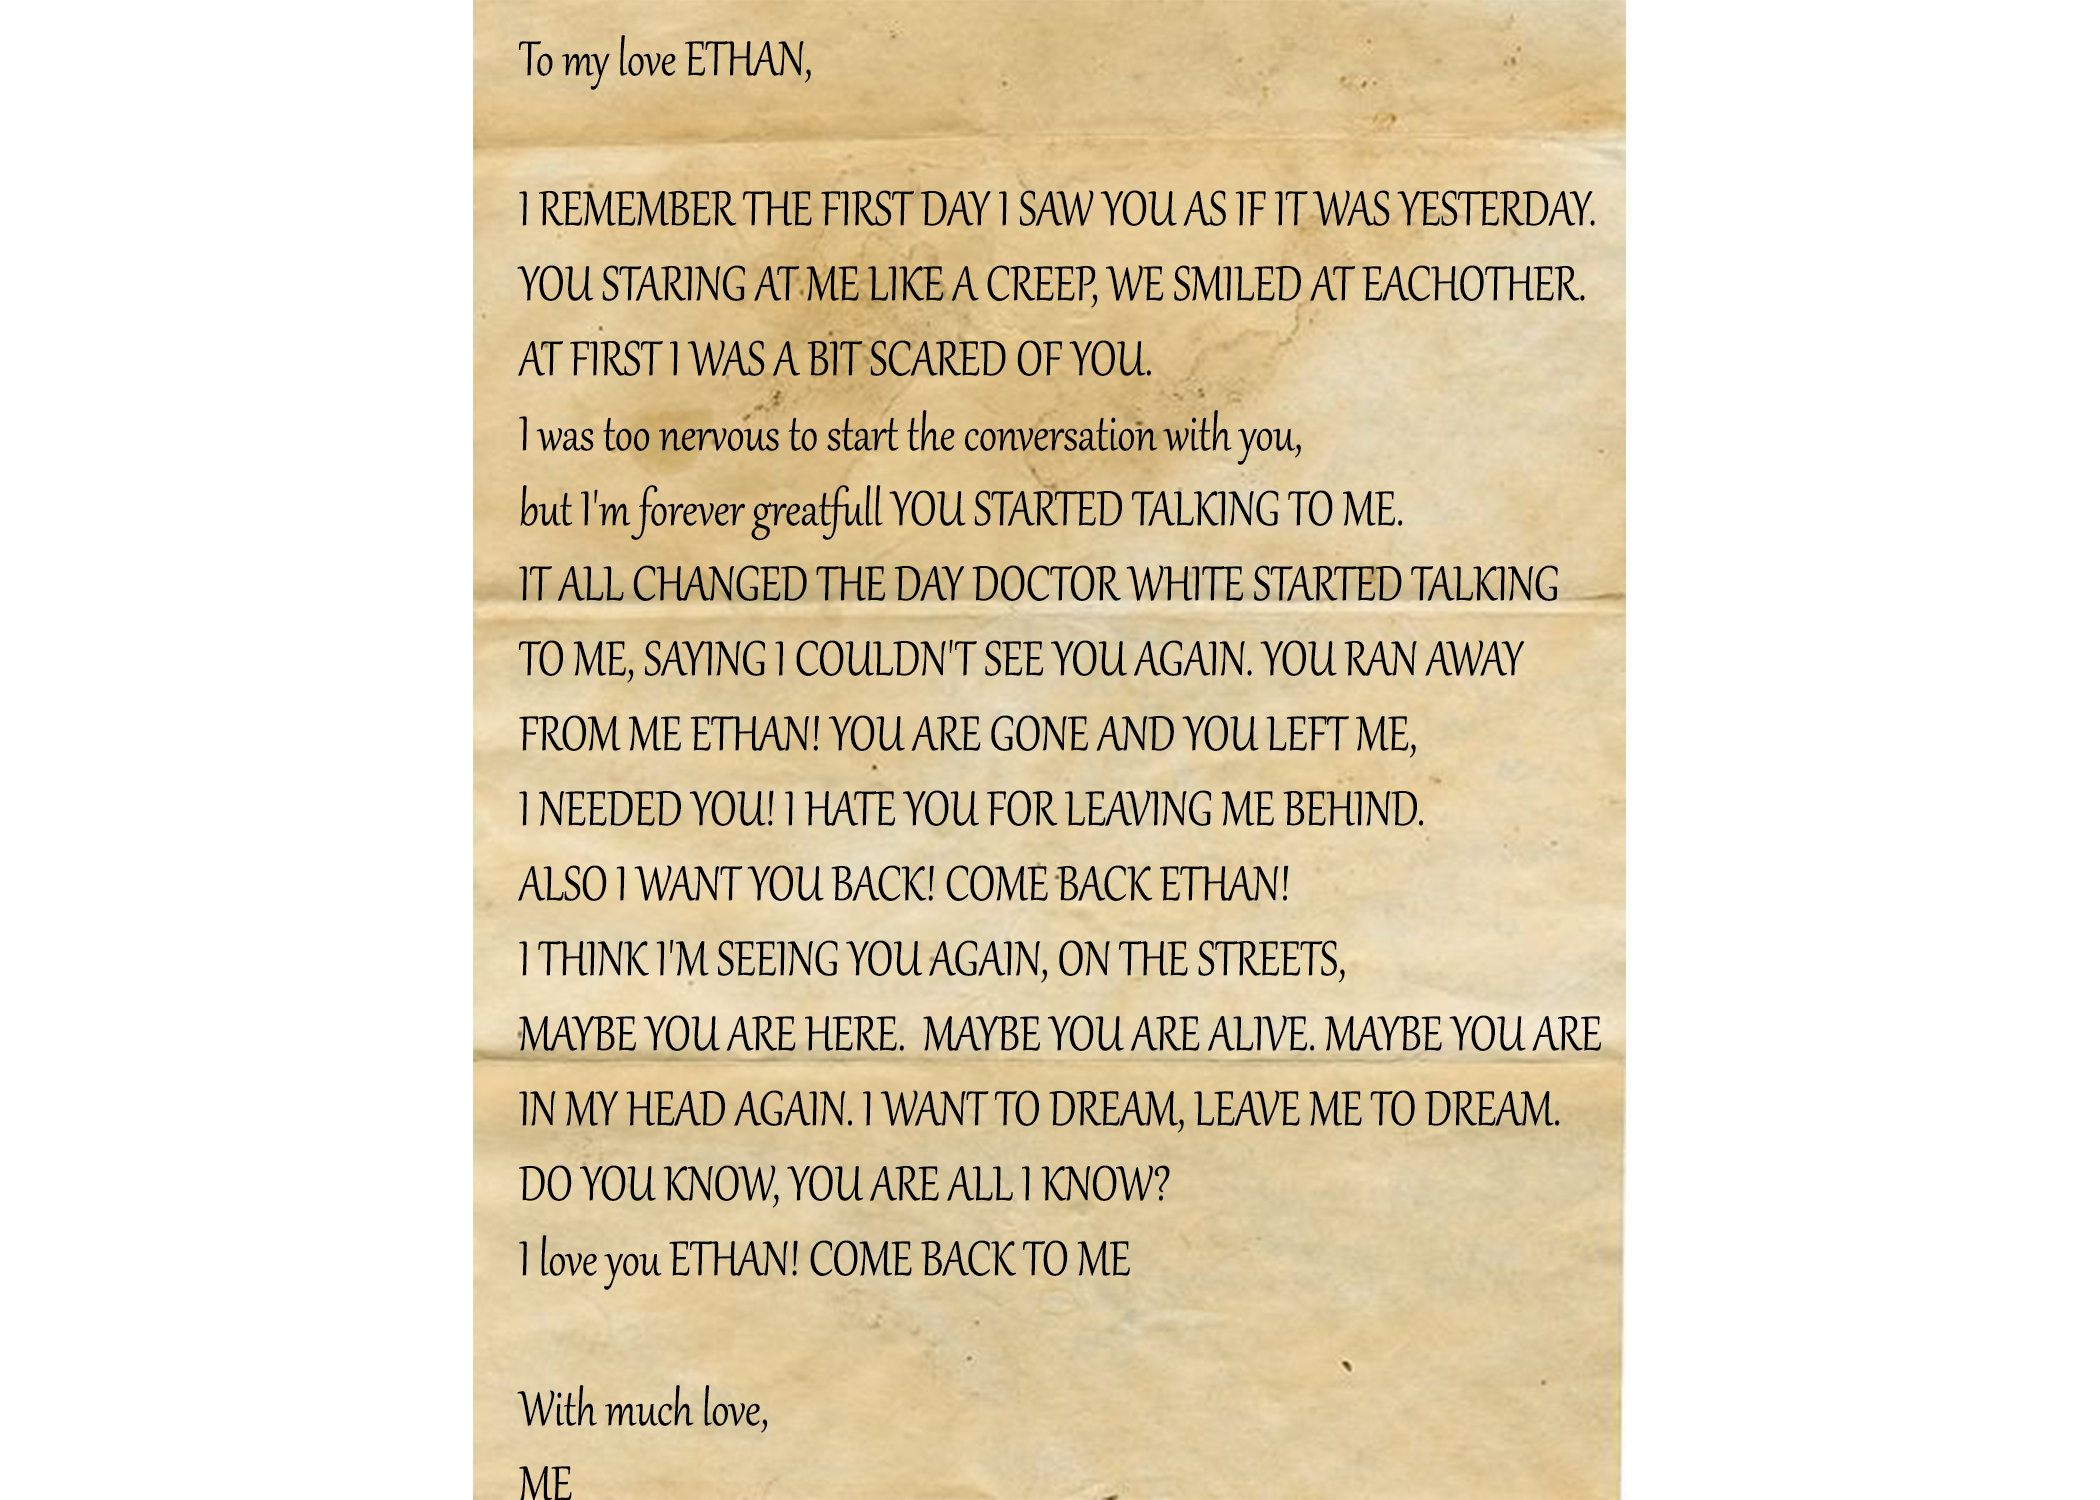 To my love ETHAN,
I REMEMBER THE FIRST DAY I SAW YOU AS IF IT WAS YESTERDAY.
YOU STARING AT ME LIKE A CREEP, WE SMILED AT EACHOTHER.
AT FIRST I WAS A BIT SCARED OF YOU.
I was too nervous to start the conversation with you,
but I'm forever greatfull YOU STARTED TALKING TO ME.
IT ALL CHANGED THE DAY DOCTOR WHITE STARTED TALKING
TO ME, SAYING I COULDN'T SEE YOU AGAIN. YOU RAN AWAY
FROM ME ETHAN! YOU ARE GONE AND YOU LEFT ME,
I NEEDED YOU! I HATE YOU FOR LEAVING ME BEHIND.
ALSO I WANT YOU BACK! COME BACK ETHAN!
I THINK I'M SEEING YOU AGAIN, ON THE STREETS,
MAYBE YOU ARE HERE.  MAYBE YOU ARE ALIVE. MAYBE YOU ARE
IN MY HEAD AGAIN. I WANT TO DREAM, LEAVE ME TO DREAM.
DO YOU KNOW, YOU ARE ALL I KNOW?
I love you ETHAN! COME BACK TO ME
With much love,
ME